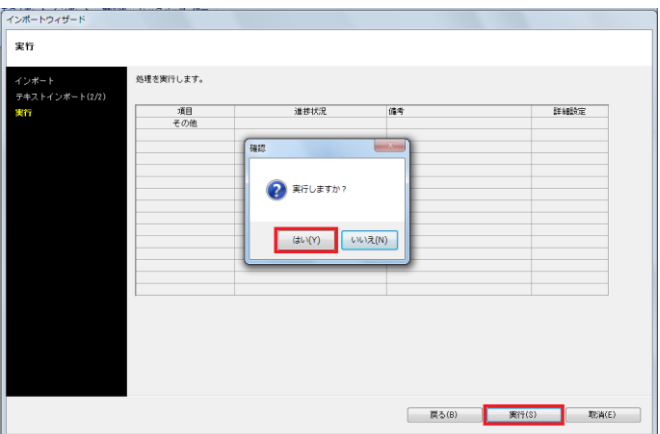 インポートウィザード
実行
インポート
テキストインポート(2/2)
実行
処理を実行します。
項目 進捗状況 備考 詳細設定
その他
確認
実行しますか？
はい(Y) いいえ(N)
戻る(B) 実行(S) 取消(E)